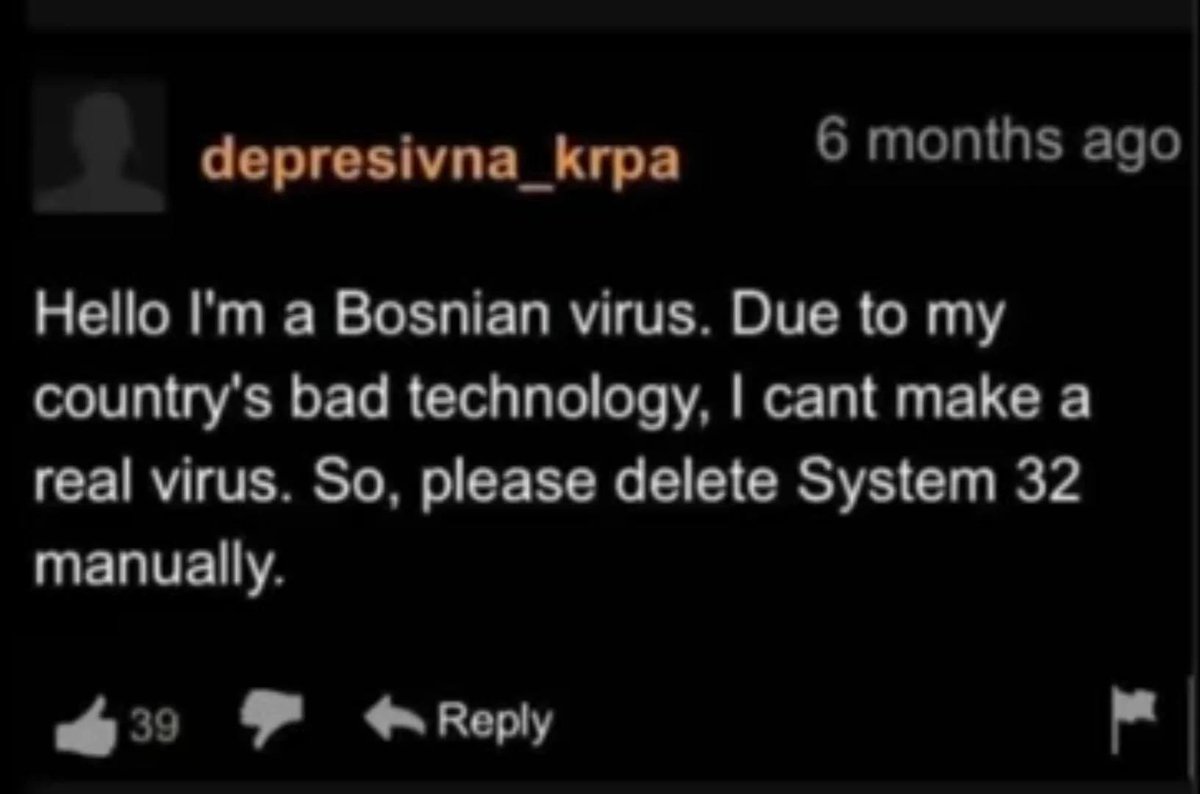 depresivna_krpa
6 months ago
Hello I'm a Bosnian virus. Due to my
country's bad technology, I cant make a
real virus. So, please delete System 32
manually.
39
Reply